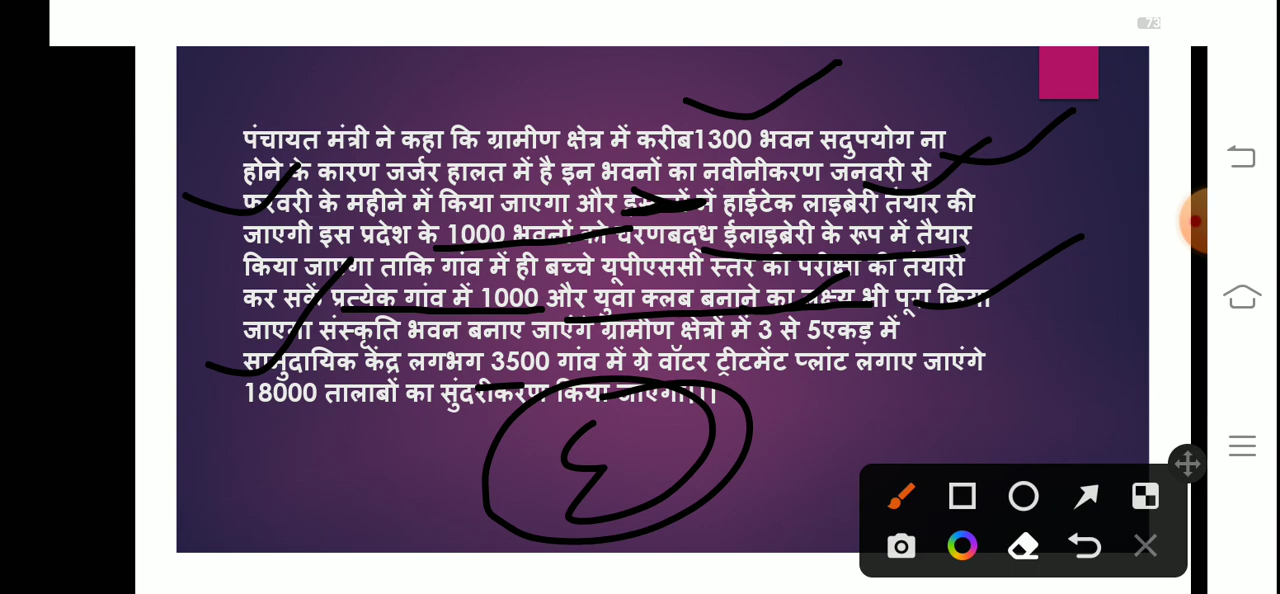 73
पंचायत मंत्री ने कहा कि ग्रामीण क्षेत्र में करीब1300 भवन सदुपयोग ना
होने के कारण जर्जर हालत में है इन भवनों का नवीनीकरण जनवरी से
फरवरी के महीने में किया जाएगा और में हाईटेक लाइब्रेरी तैयार की
जाएगी इस प्रदेश के 1000 भवनों को चरणबद्ध ईलाइब्रेरी के रूप में तैयार
किया जाएगा ताकि गांव में ही बच्चे यूपीएससी स्तर की परीक्षा की तैयारी
कर सकें प्रत्येक गांव में 1000 और युवा क्लब बनाने का लक्ष्य भी पूरा किया
जाएगा संस्कृति भवन बनाए जाएंगे ग्रामीण क्षेत्रों में 3 से 5एकड़ में
सामुदायिक केंद्र लगभग 3500 गांव में ग्रे वॉटर ट्रीटमेंट प्लांट लगाए जाएंगे
18000 तालाबों का सुंदरीकरण किया जाएगा।।